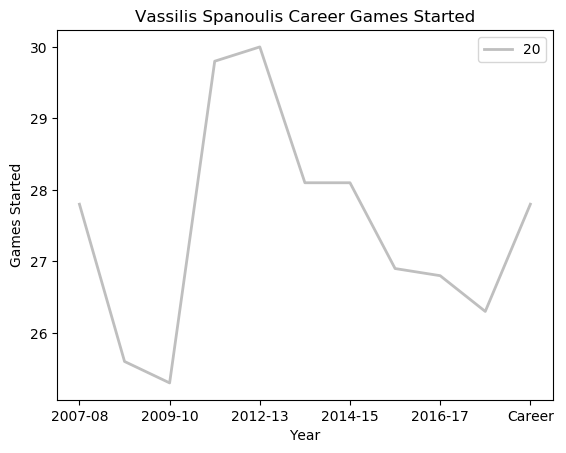 Vassilis Spanoulis Career Games Started
20
30
29
28
27
26
Games Started
2007-08 2009-10 2012-13 2014-15 2016-17 Career
Year